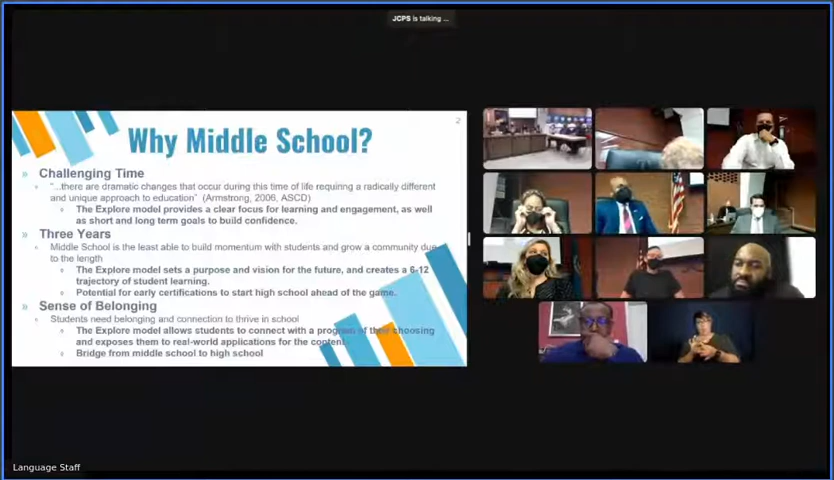 JCPS is talking ...
2
Why Middle School?
» Challenging Time
"...there are dramatic changes that occur during this time of life requiring a radically different
and unique approach to education" (Armstrong, 2006, ASCD)
The Explore model provides a clear focus for learning and engagement, as well
as short and long term goals to build confidence.
» Three Years
Middle School is the least able to build momentum with students and grow a community due
to the length
The Explore model sets a purpose and vision for the future, and creates a 6-12
trajectory of student learning.
Potential for early certifications to start high school ahead of the game.
» Sense of Belonging
Students need belonging and connection to thrive in school
The Explore model allows students to connect with a program of their choosing
and exposes them to real-world applications for the content.
Bridge from middle school to high school
Language Staff